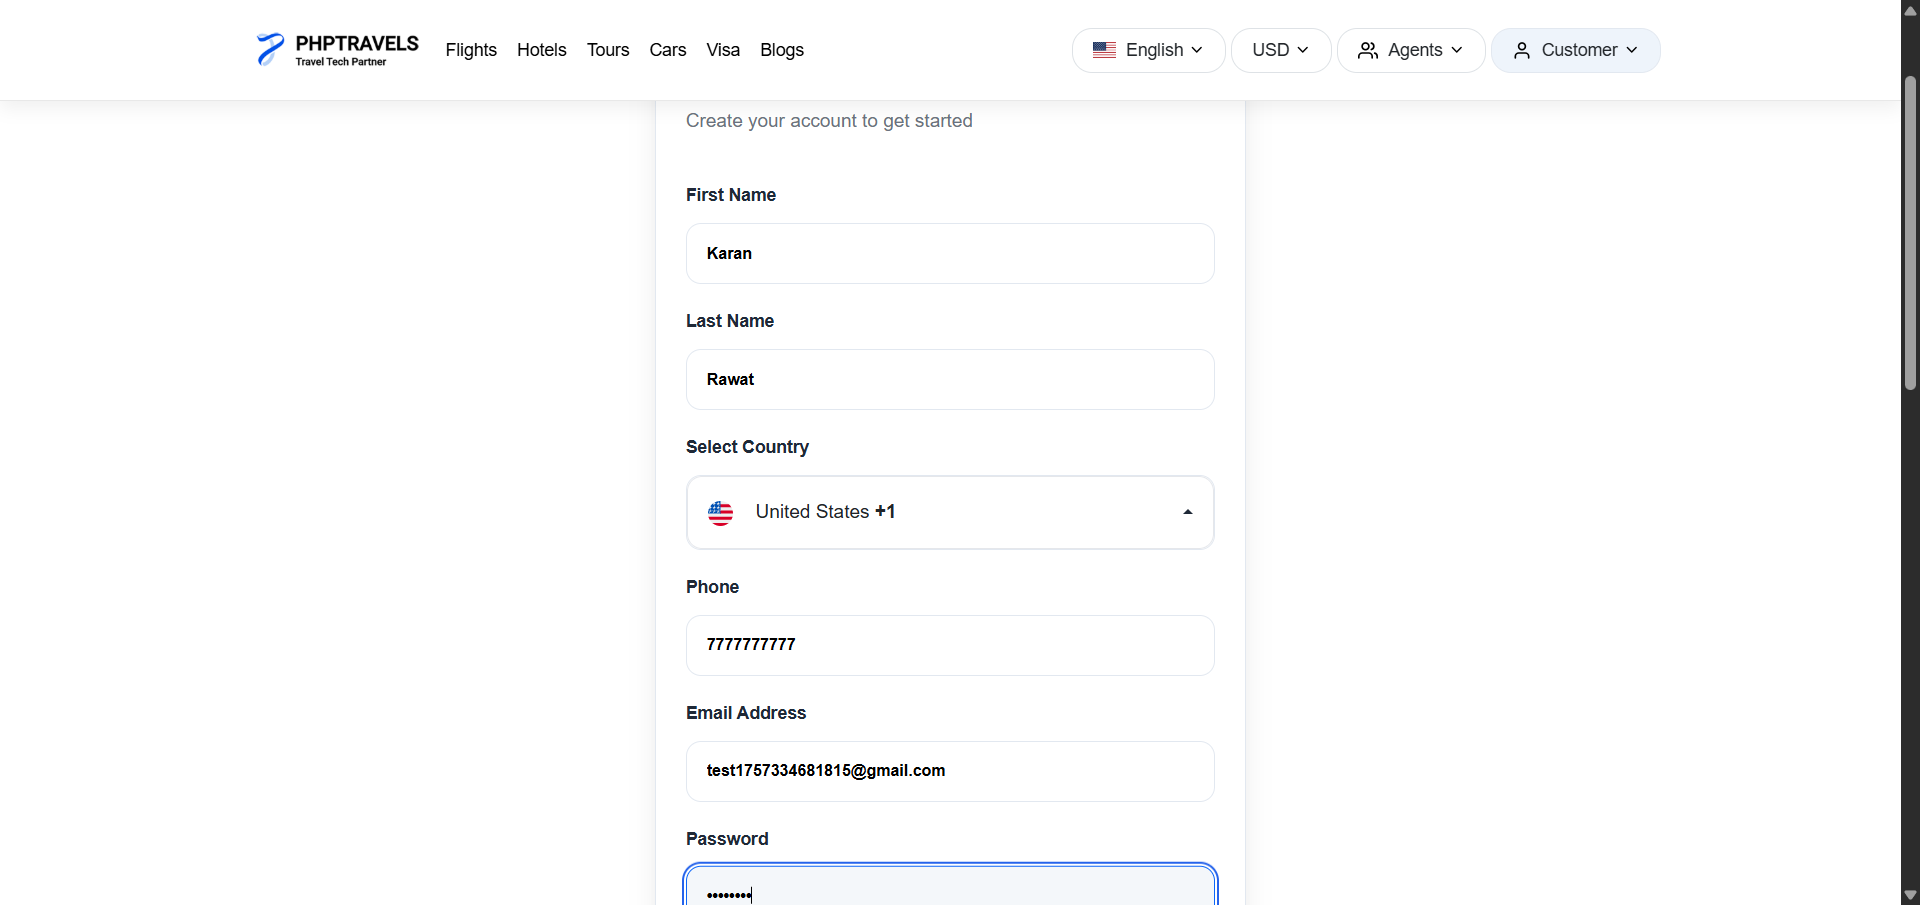 PHPTRAVELS
Travel Tech Partner
Flights Hotels Tours Cars Visa Blogs
English USD Agents Customer
Create your account to get started
First Name
Karan
Last Name
Rawat
Select Country
United States +1
Phone
7777777777
Email Address
test1757334681815@gmail.com
Password
••••••••